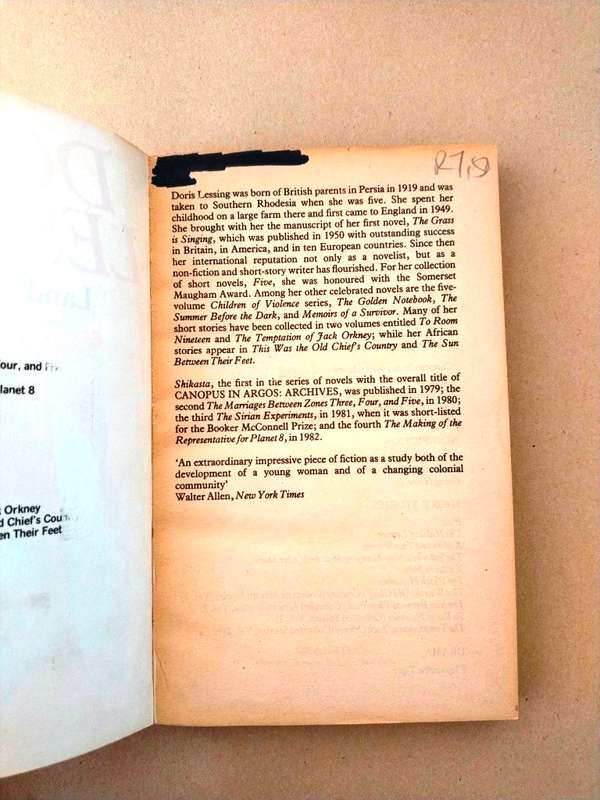 our, and Fi
lanet 8
Orkney
d Chief's Cou
en Their Feet
R7,9
Doris Lessing was born of British parents in Persia in 1919 and was
taken to Southern Rhodesia when she was five. She spent her
childhood on a large farm there and first came to England in 1949.
She brought with her the manuscript of her first novel, The Grass
is Singing, which was published in 1950 with outstanding success
in Britain, in America, and in ten European countries. Since then
her international reputation not only as a novelist, but as a
non-fiction and short-story writer has flourished. For her collection
of short novels, Five, she was honoured with the Somerset
Maugham Award. Among her other celebrated novels are the five-
volume Children of Violence series, The Golden Notebook, The
Summer Before the Dark, and Memoirs of a Survivor. Many of her
short stories have been collected in two volumes entitled To Room
Nineteen and The Temptation of Jack Orkney; while her African
stories appear in This Was the Old Chief's Country and The Sun
Between Their Feet.
Shikasta, the first in the series of novels with the overall title of
CANOPUS IN ARGOS: ARCHIVES, was published in 1979; the
second The Marriages Between Zones Three, Four, and Five, in 1980;
the third The Sirian Experiments, in 1981, when it was short-listed
for the Booker McConnell Prize; and the fourth The Making of the
Representative for Planet 8, in 1982.
'An extraordinary impressive piece of fiction as a study both of the
development of a young woman and of a changing colonial
community'
Walter Allen, New York Times